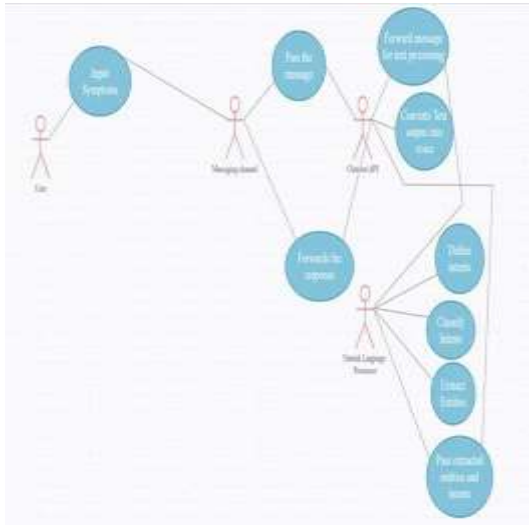 Input
Symptoms
User
Pass the
message
Messaging channel
Forward message
for text processing
Converts Text
output into
voice
Chatbot API
Forwards the
response
Define
intents
Classify
Intents
Extract
Entities
Natural Language
Processor
Pass extracted
entities and
intents